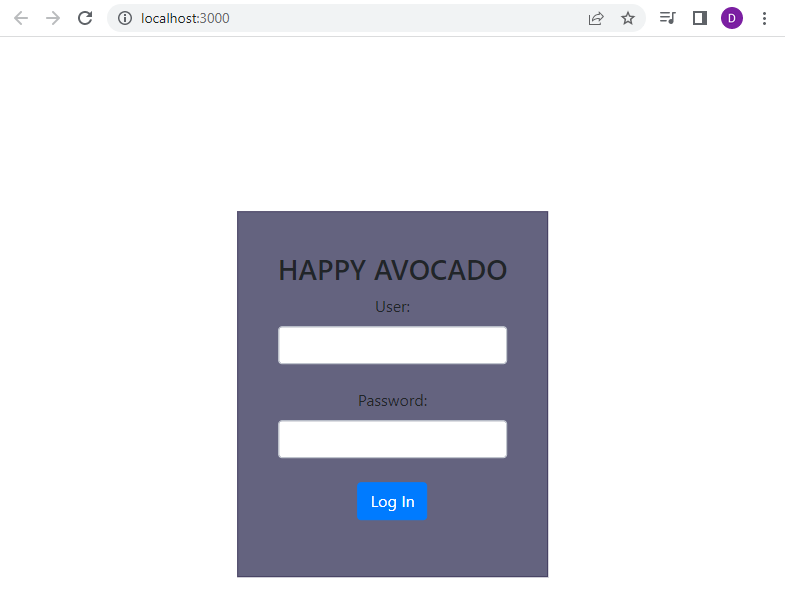 localhost:3000
D
HAPPY AVOCADO
User:
Password:
Log In